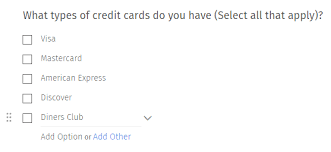 What types of credit cards do you have (Select all that apply)?
Visa
Mastercard
American Express
Discover
Diners Club
Add Option or Add Other